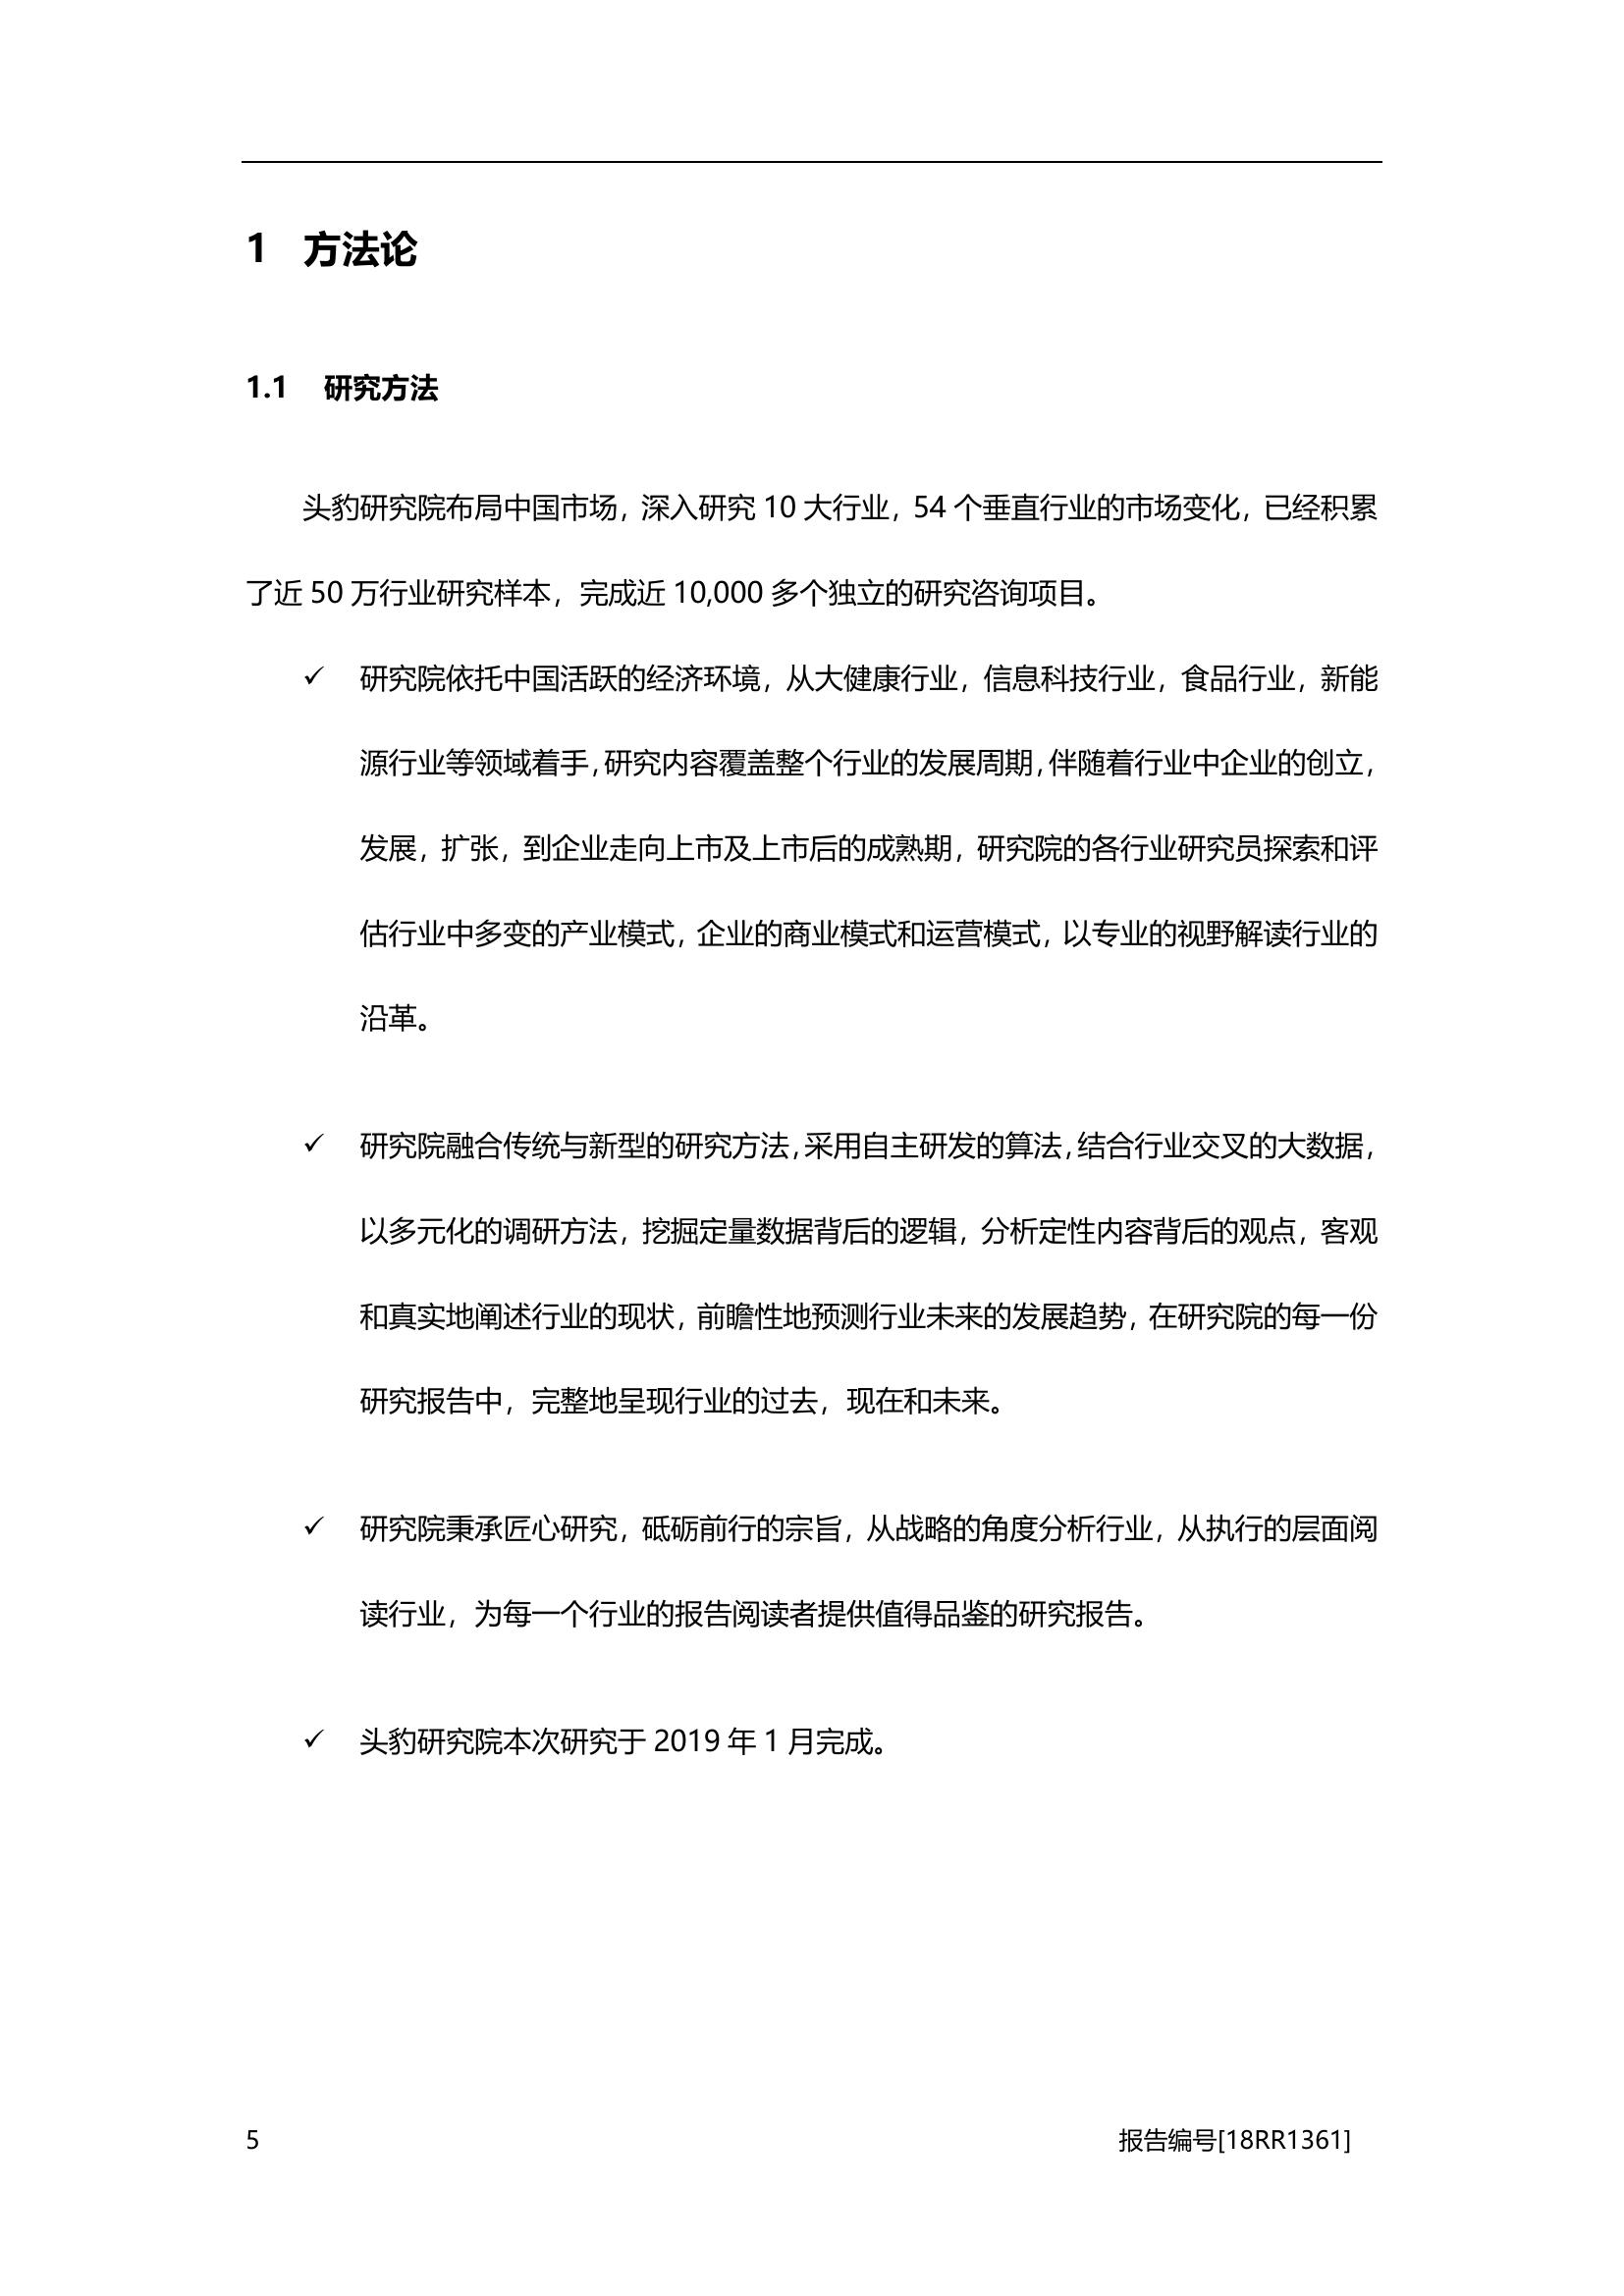 1 方法论
1.1 研究方法
头豹研究院布局中国市场，深入研究 10 大行业，54 个垂直行业的市场变化，已经积累
了近 50 万行业研究样本，完成近 10,000 多个独立的研究咨询项目。
✓ 研究院依托中国活跃的经济环境，从大健康行业，信息科技行业，食品行业，新能
源行业等领域着手，研究内容覆盖整个行业的发展周期，伴随着行业中企业的创立，
发展，扩张，到企业走向上市及上市后的成熟期，研究院的各行业研究员探索和评
估行业中多变的产业模式，企业的商业模式和运营模式，以专业的视野解读行业的
沿革。
✓ 研究院融合传统与新型的研究方法，采用自主研发的算法，结合行业交叉的大数据，
以多元化的调研方法，挖掘定量数据背后的逻辑，分析定性内容背后的观点，客观
和真实地阐述行业的现状，前瞻性地预测行业未来的发展趋势，在研究院的每一份
研究报告中，完整地呈现行业的过去，现在和未来。
✓ 研究院秉承匠心研究，砥砺前行的宗旨，从战略的角度分析行业，从执行的层面阅
读行业，为每一个行业的报告阅读者提供值得品鉴的研究报告。
✓ 头豹研究院本次研究于 2019 年 1 月完成。
5 报告编号[18RR1361]